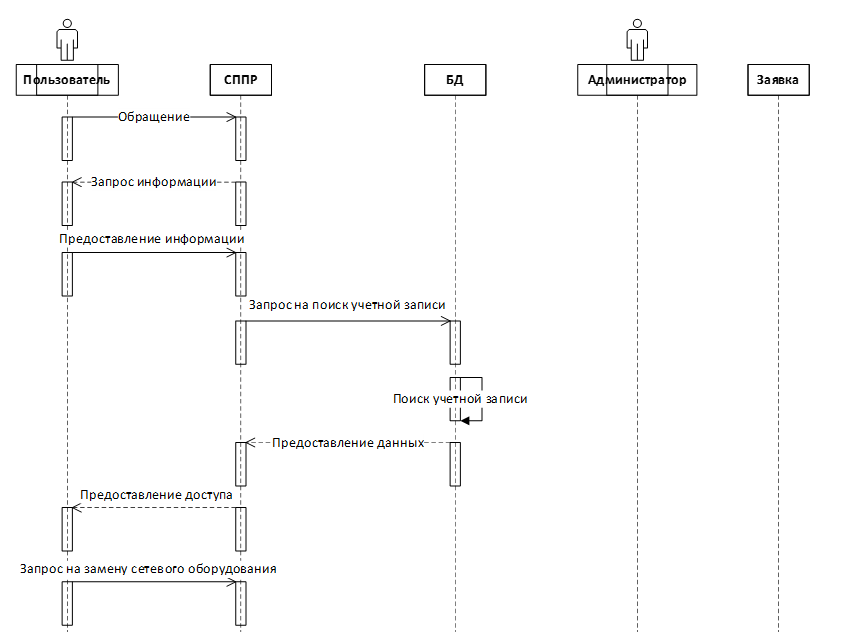 Пользователь
СППР
БД
Администратор
Заявка
Обращение
Запрос информации
Предоставление информации
Запрос на поиск учетной записи
Поиск учетной записи
Предоставление данных
Предоставление доступа
Запрос на замену сетевого оборудования